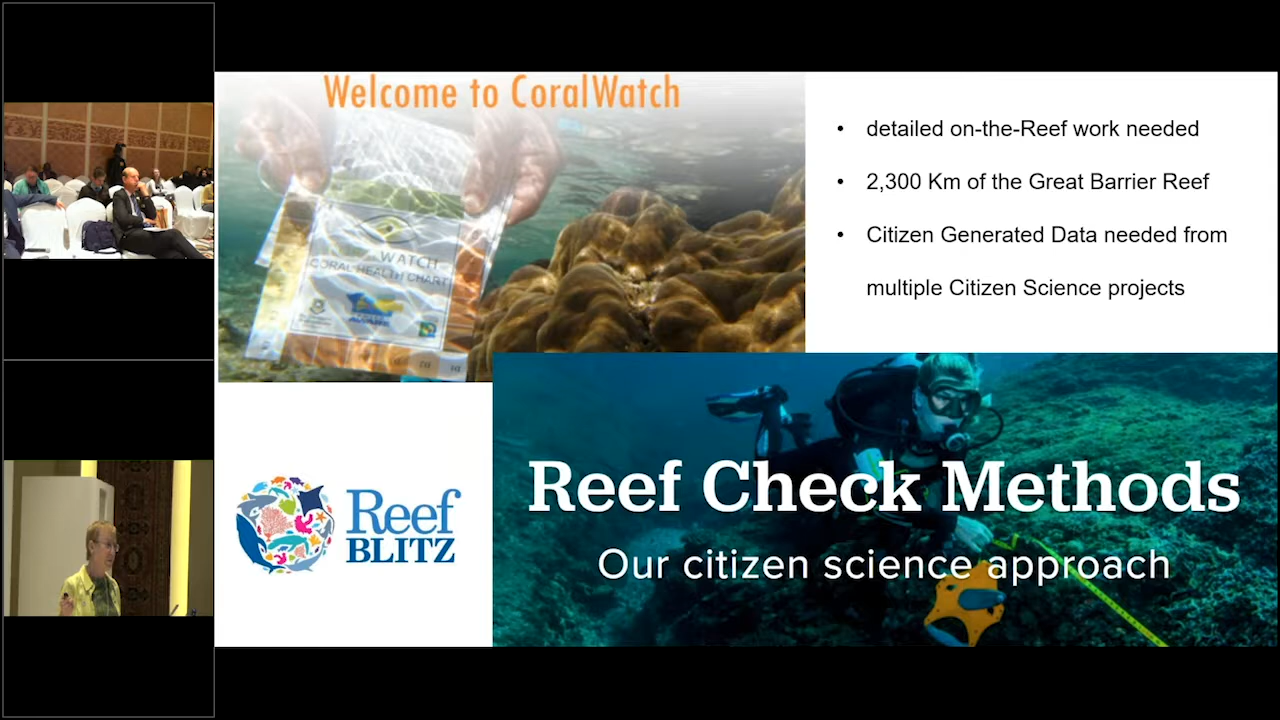 Welcome to CoralWatch
WATCH
CORAL HEALTH CHART
• detailed on-the-Reef work needed
• 2,300 Km of the Great Barrier Reef
• Citizen Generated Data needed from
multiple Citizen Science projects
Reef
BLITZ
Reef Check Methods
Our citizen science approach